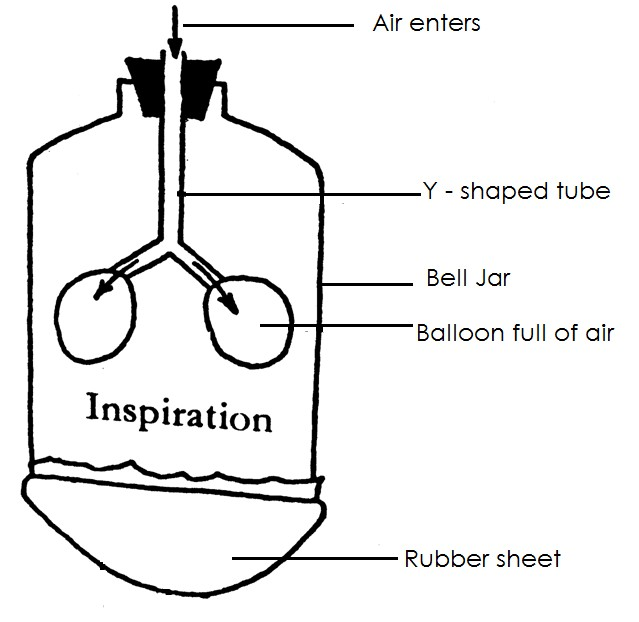 Air enters
Y - shaped tube
Bell Jar
Balloon full of air
Inspiration
Rubber sheet